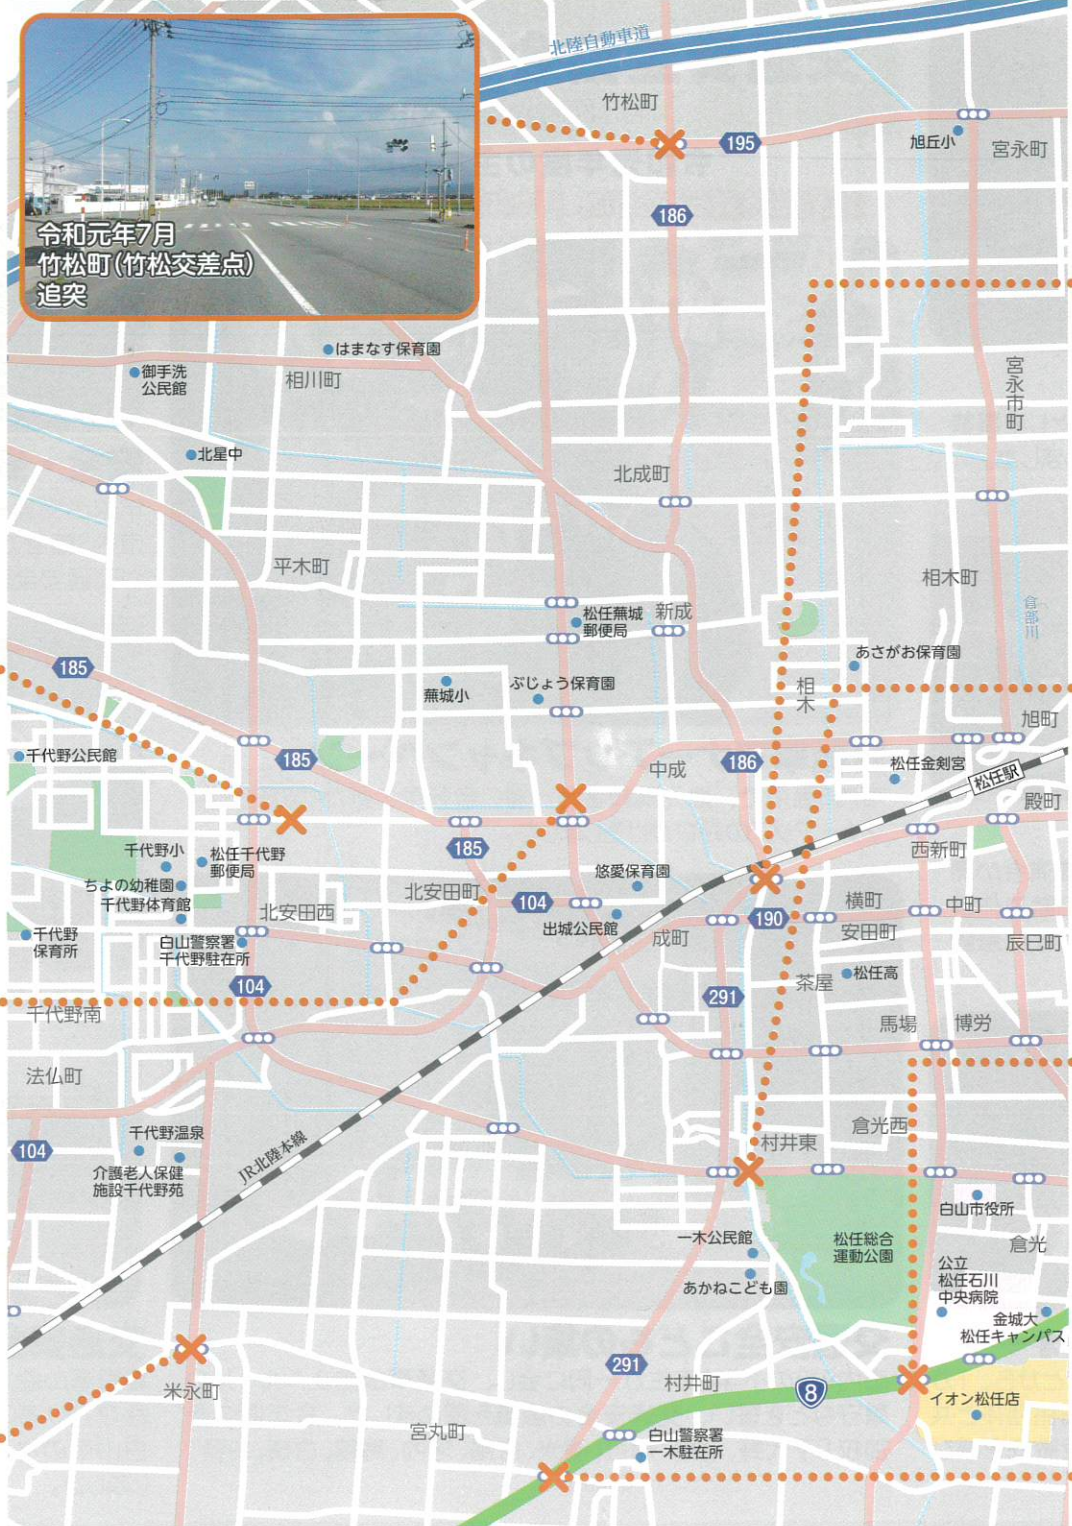 北陸自動車道
令和元年7月
竹松町(竹松交差点)
追突
竹松町
195
旭丘小
宮永町
186
はまなす保育園
御手洗
公民館
相川町
宮永市町
北星中
北成町
平木町
相木町
松任蕪城
郵便局
新成
倉部川
185
蕪城小
ぶじょう保育園
あさがお保育園
相木
旭町
千代野公民館
185
中成
186
松任金剣宮
松任駅
殿町
千代野小
松任千代野
郵便局
185
西新町
ちよの幼稚園
千代野体育館
北安田西
北安田町
104
悠愛保育園
出城公民館
成町
190
横町
安田町
中町
辰巳町
千代野
保育所
白山警察署
千代野駐在所
104
291
茶屋
松任高
千代野南
馬場
博労
法仏町
104
千代野温泉
介護老人保健
施設千代野苑
JR北陸本線
村井東
倉光西
白山市役所
倉光
一木公民館
あかねこども園
松任総合
運動公園
公立
松任石川
中央病院
金城大
松任キャンパス
291
村井町
8
イオン松任店
米永町
宮丸町
白山警察署
一木駐在所